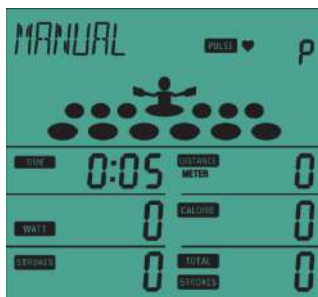 MANUAL PULSE P
TIME 0:05 DISTANCE METER 0
WATT 0 CALORIE 0
STROKES 0 TOTAL STROKES 0